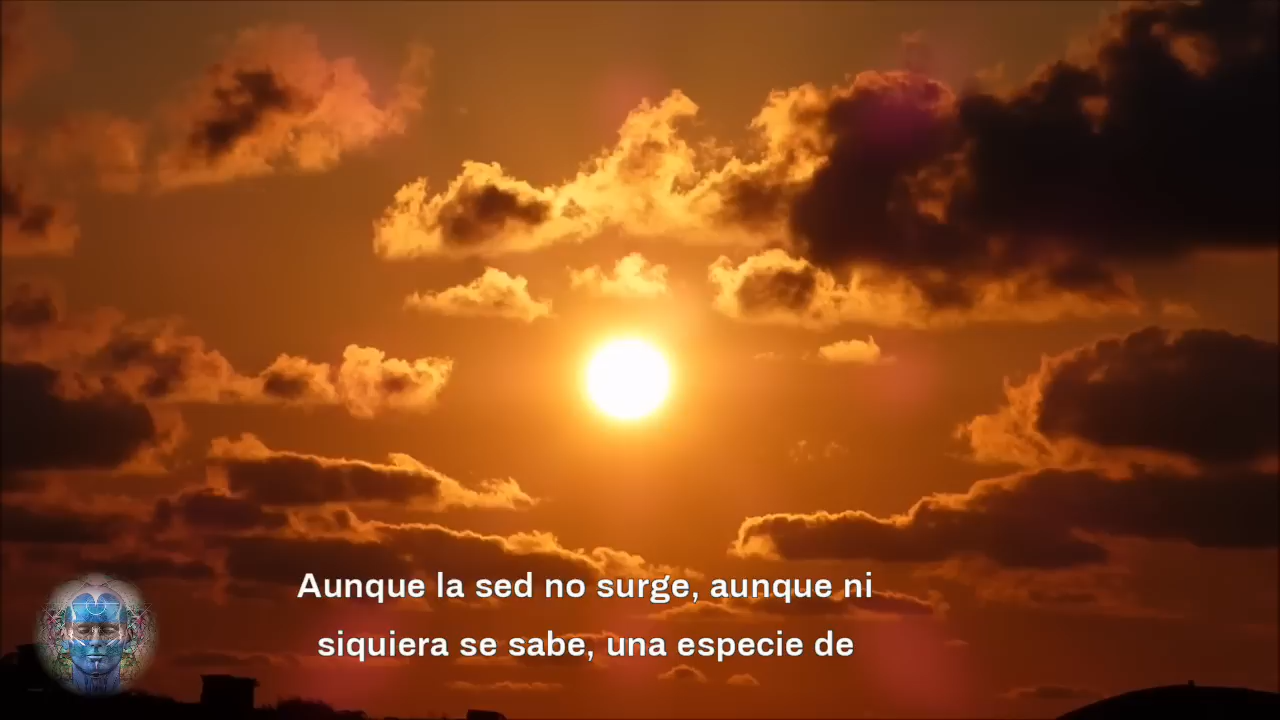 Aunque la sed no surge, aunque ni
siquiera se sabe, una especie de